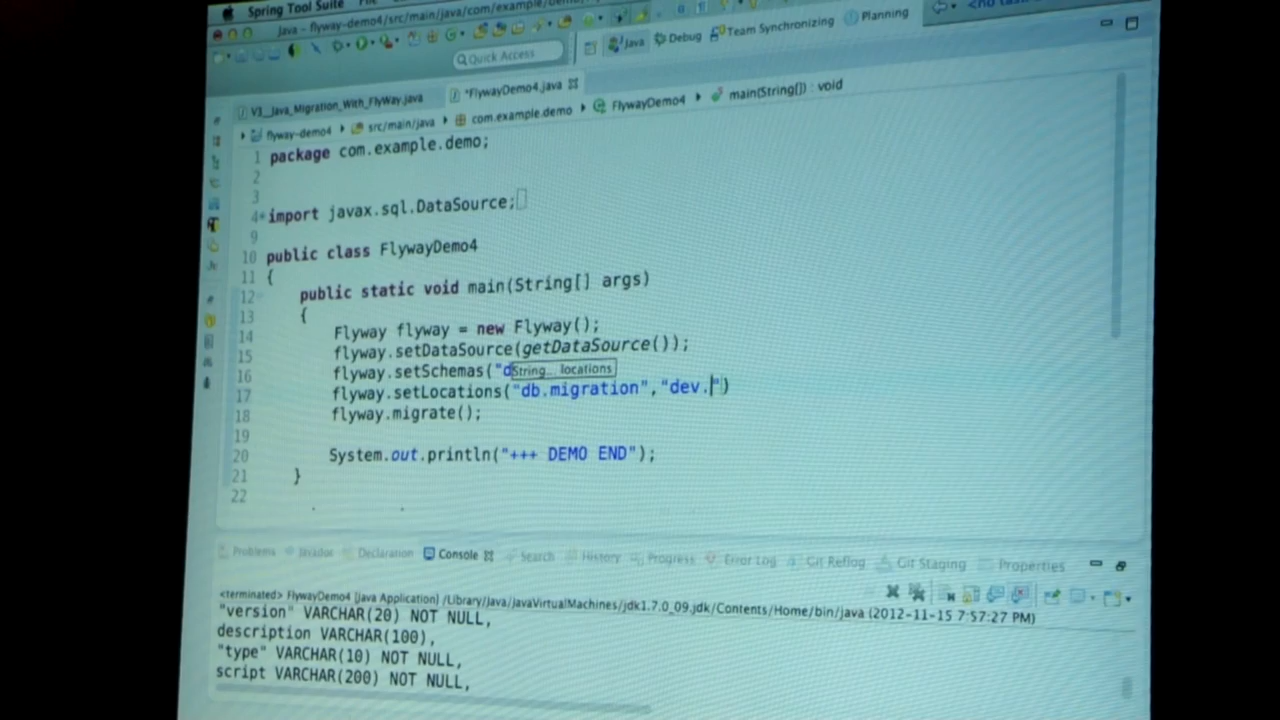 Spring Tool Suite
Java – flyway-demo4/src/main/java/com/example/demo/
Quick Access
Java Debug Team Synchronizing Planning
V3__Java_Migration_With_FlyWay.java *FlywayDemo4.java
flyway-demo4 src/main/java com.example.demo FlywayDemo4 main(String[]) : void
1 package com.example.demo;
2
3
4 import javax.sql.DataSource;
9
10 public class FlywayDemo4
11 {
12 public static void main(String[] args)
13 {
14 Flyway flyway = new Flyway();
15 flyway.setDataSource(getDataSource());
16 flyway.setSchemas("d
String... locations
17 flyway.setLocations("db.migration","dev.")
18 flyway.migrate();
19
20 System.out.println("+++ DEMO END");
21 }
22
Problems Javadoc Declaration Console Search History Progress Error Log Git Reflog Git Staging Properties
<terminated> FlywayDemo4 [Java Application] /Library/Java/JavaVirtualMachines/jdk1.7.0_09.jdk/Contents/Home/bin/java (2012-11-15 7:57:27 PM)
"version" VARCHAR(20) NOT NULL,
description VARCHAR(100),
"type" VARCHAR(10) NOT NULL,
script VARCHAR(200) NOT NULL,